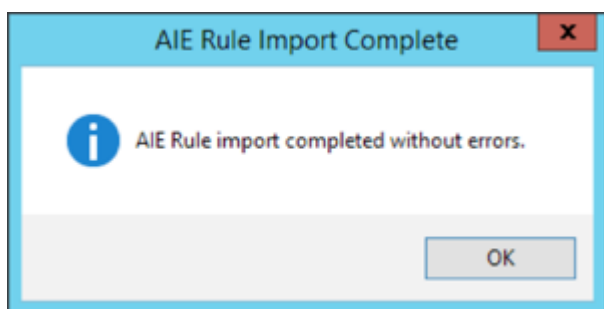 AIE Rule Import Complete
x
AIE Rule import completed without errors.
OK